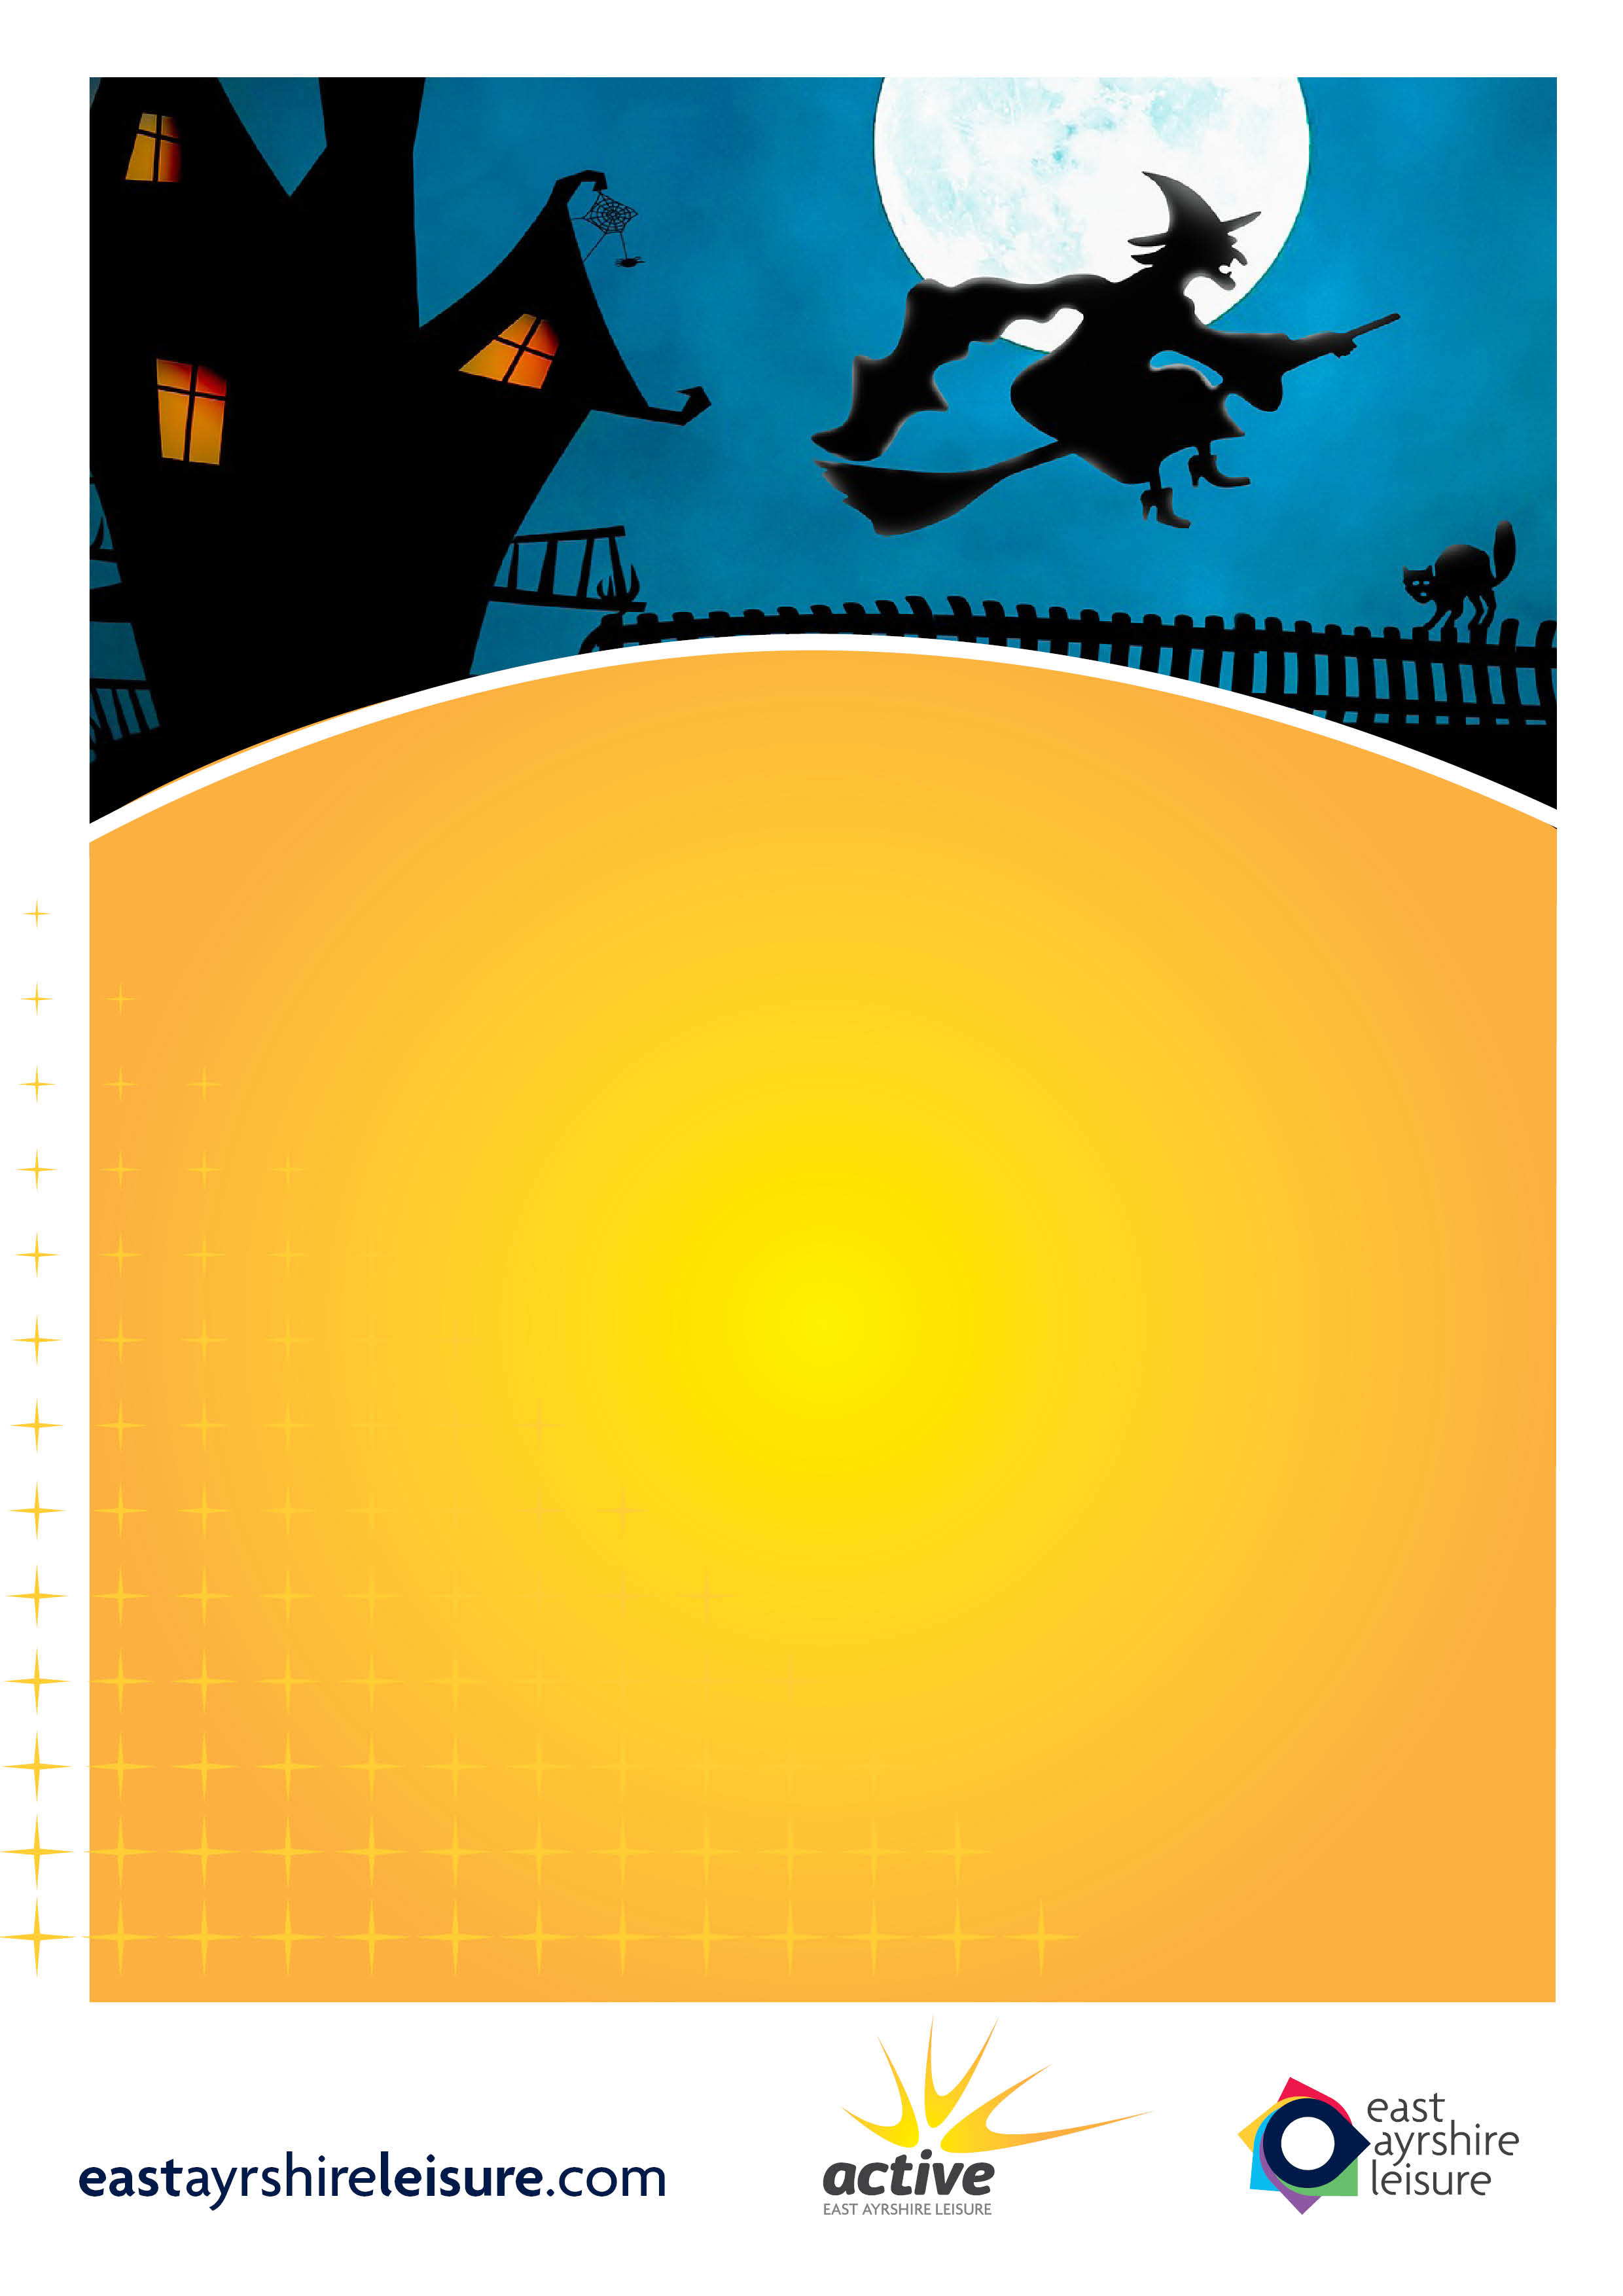 eastayrshireleisure.com
active
EAST AYRSHIRE LEISURE
east
ayrshire
leisure